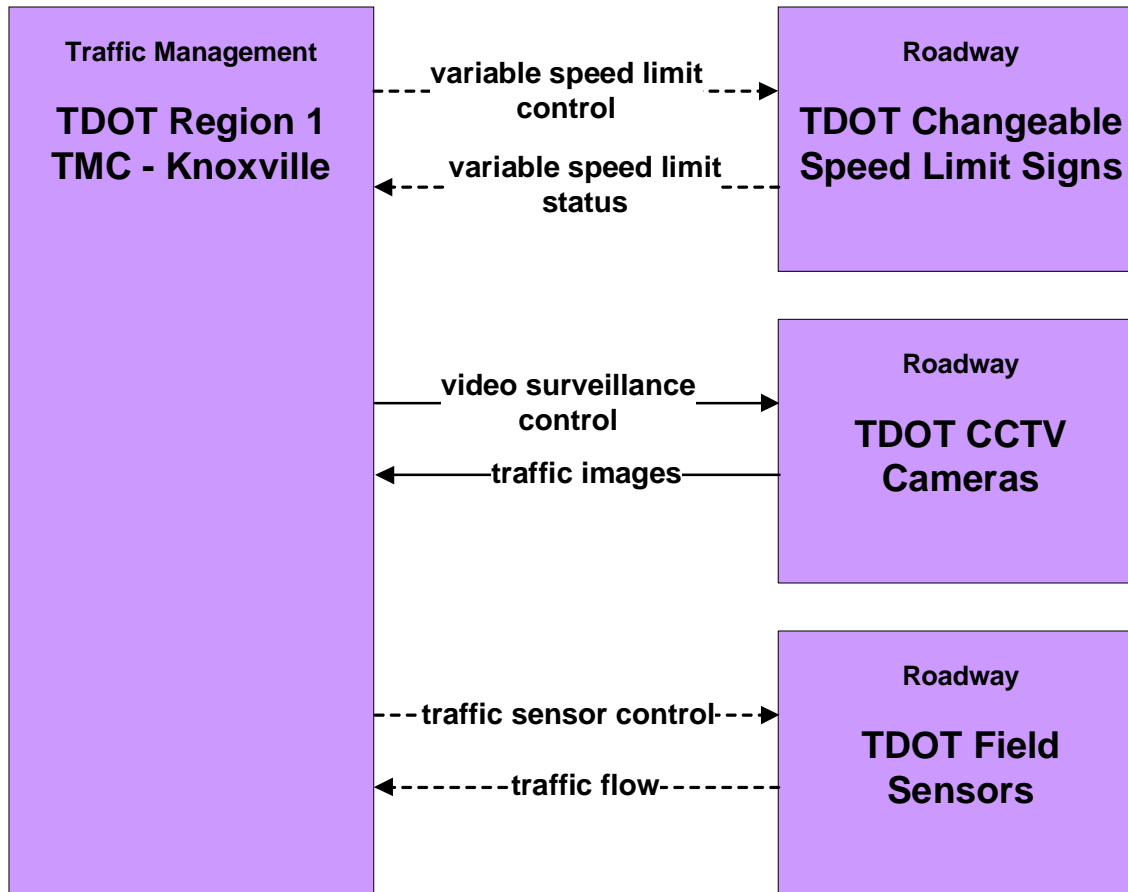 Traffic Management
TDOT Region 1
TMC - Knoxville
variable speed limit
control
variable speed limit
status
Roadway
TDOT Changeable
Speed Limit Signs
video surveillance
control
traffic images
Roadway
TDOT CCTV
Cameras
traffic sensor control
traffic flow
Roadway
TDOT Field
Sensors